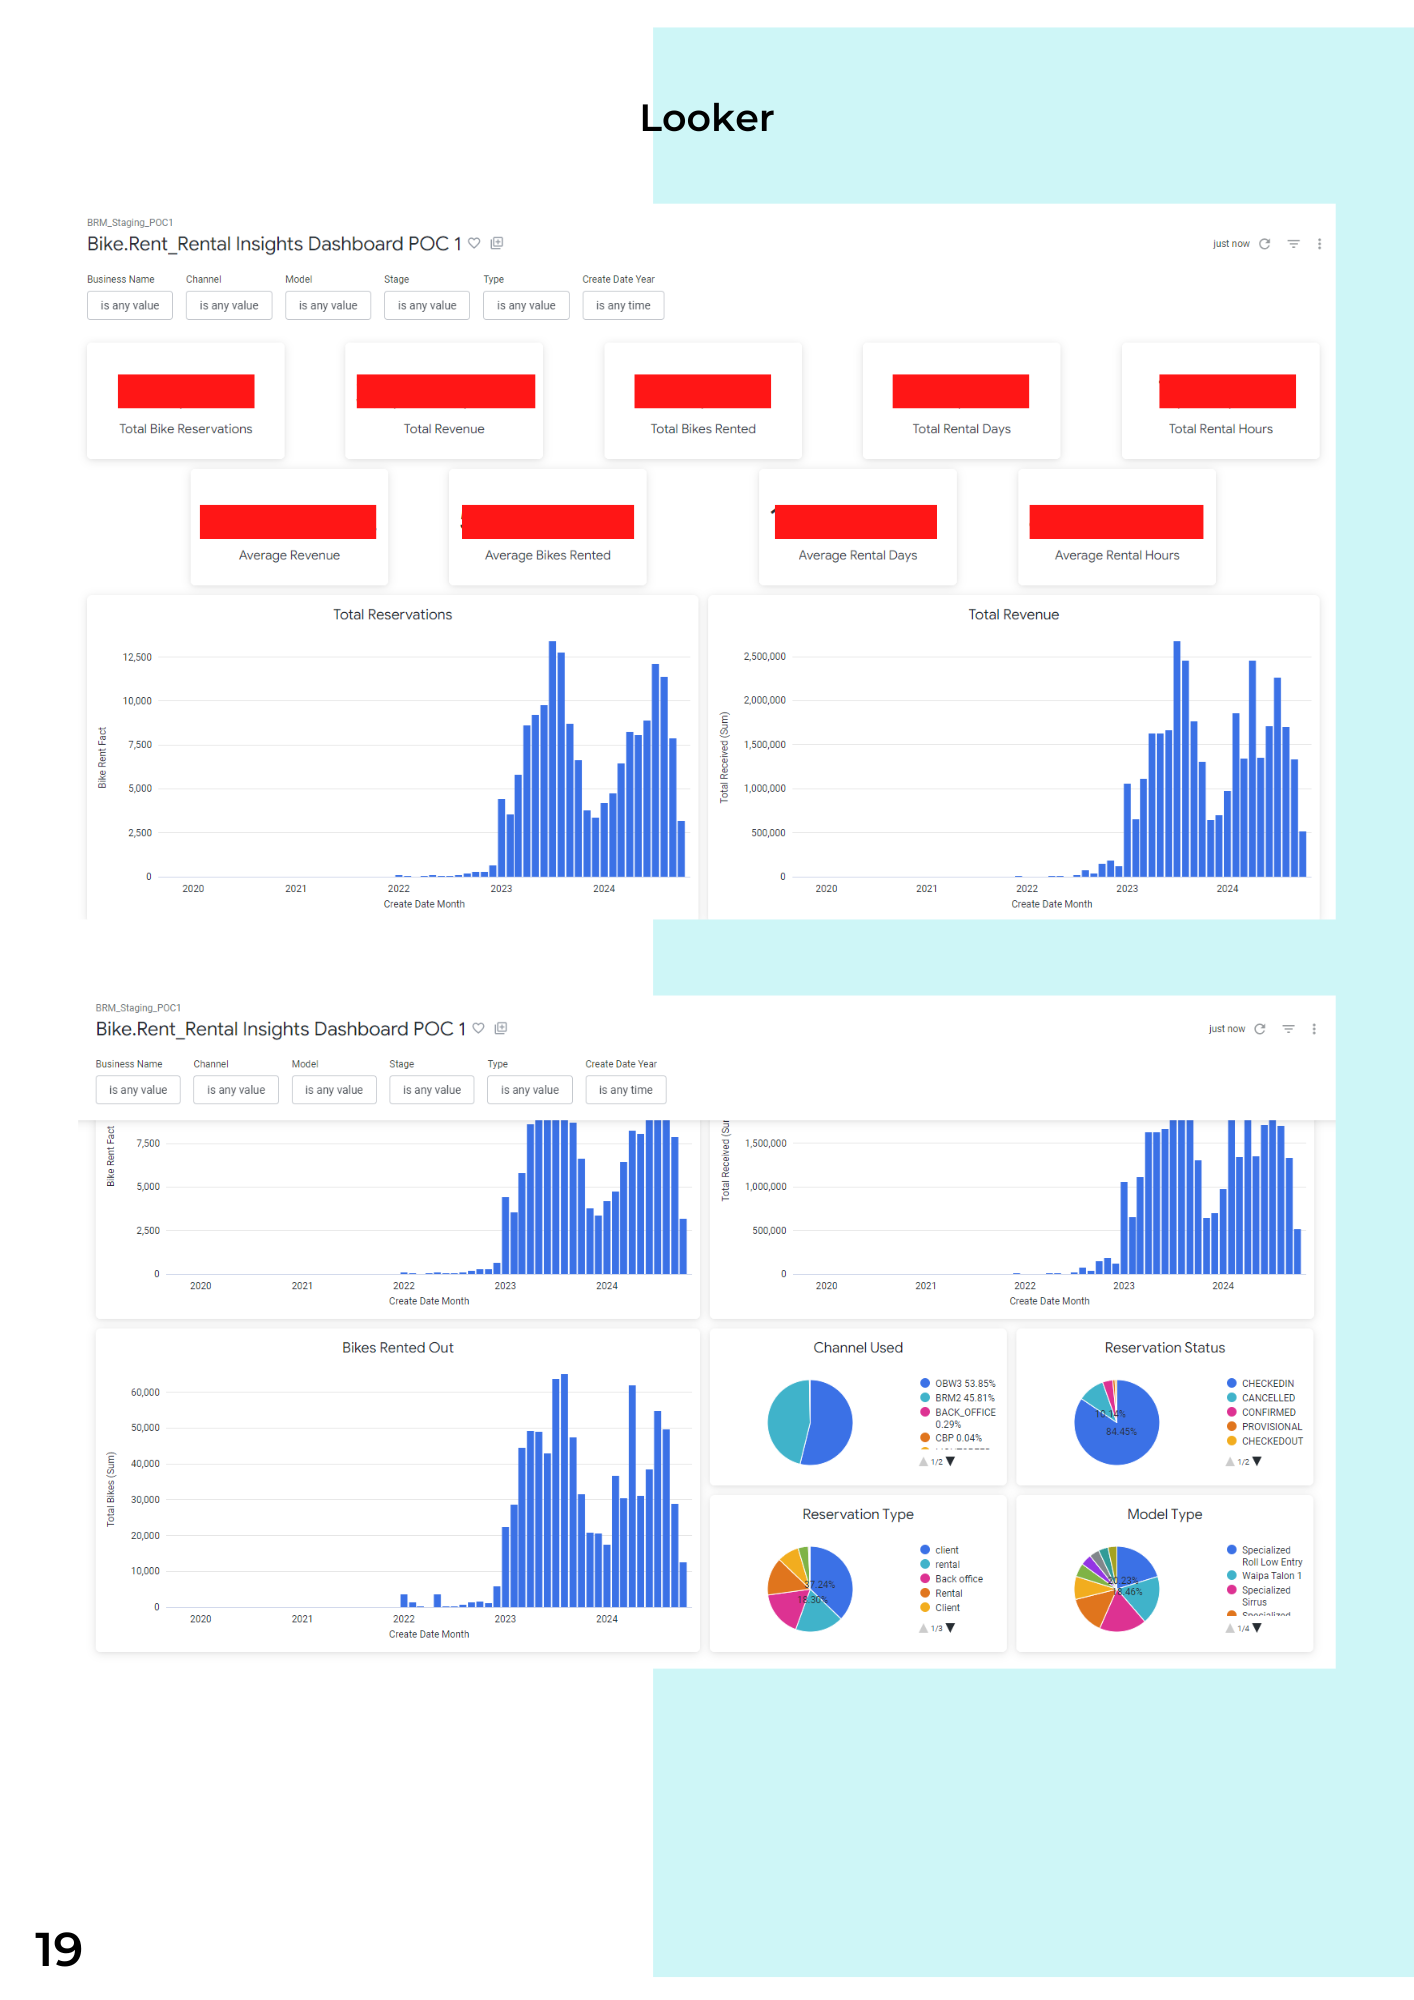 Looker
BRM_Staging_POC1
Bike.Rent_Rental Insights Dashboard POC 1
just now
Business Name Channel Model Stage Type Create Date Year
is any value is any value is any value is any value is any value is any time
Total Bike Reservations Total Revenue Total Bikes Rented Total Rental Days Total Rental Hours
Average Revenue Average Bikes Rented Average Rental Days Average Rental Hours
Total Reservations
Bike Rent Fact
12,500
10,000
7,500
5,000
2,500
0
2020 2021 2022 2023 2024
Create Date Month
Total Revenue
Total Received (Sum)
2,500,000
2,000,000
1,500,000
1,000,000
500,000
0
2020 2021 2022 2023 2024
Create Date Month
BRM_Staging_POC1
Bike.Rent_Rental Insights Dashboard POC 1
just now
Business Name Channel Model Stage Type Create Date Year
is any value is any value is any value is any value is any value is any time
Bike Rent Fact
7,500
5,000
2,500
0
2020 2021 2022 2023 2024
Create Date Month
Total Received
1,500,000
1,000,000
500,000
0
2020 2021 2022 2023 2024
Create Date Month
Bikes Rented Out
Total Bikes (Sum)
60,000
50,000
40,000
30,000
20,000
10,000
0
2020 2021 2022 2023 2024
Create Date Month
Channel Used
OBW3 53.85%
BRM2 45.81%
BACK_OFFICE
0.29%
CBP 0.04%
1/2
Reservation Status
10.14%
84.45%
CHECKEDIN
CANCELLED
CONFIRMED
PROVISIONAL
CHECKEDOUT
1/2
Reservation Type
37.24%
18.30%
client
rental
Back office
Rental
Client
1/3
Model Type
20.23%
18.46%
Specialized
Roll Low Entry
Waipa Talon 1
Specialized
Sirrus
Specialized
1/4
19